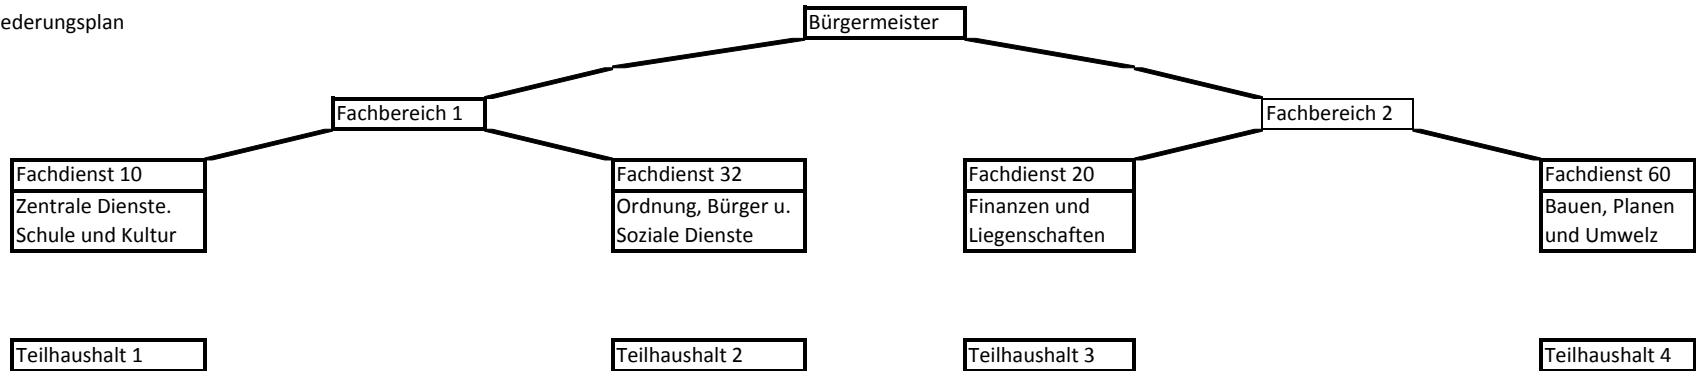 ederungsplan
Bürgermeister
Fachbereich 1
Fachbereich 2
Fachdienst 10
Fachdienst 32
Fachdienst 20
Fachdienst 60
Zentrale Dienste.
Schule und Kultur
Ordnung, Bürger u.
Soziale Dienste
Finanzen und
Liegenschaften
Bauen, Planen
und Umwelz
Teilhaushalt 1
Teilhaushalt 2
Teilhaushalt 3
Teilhaushalt 4